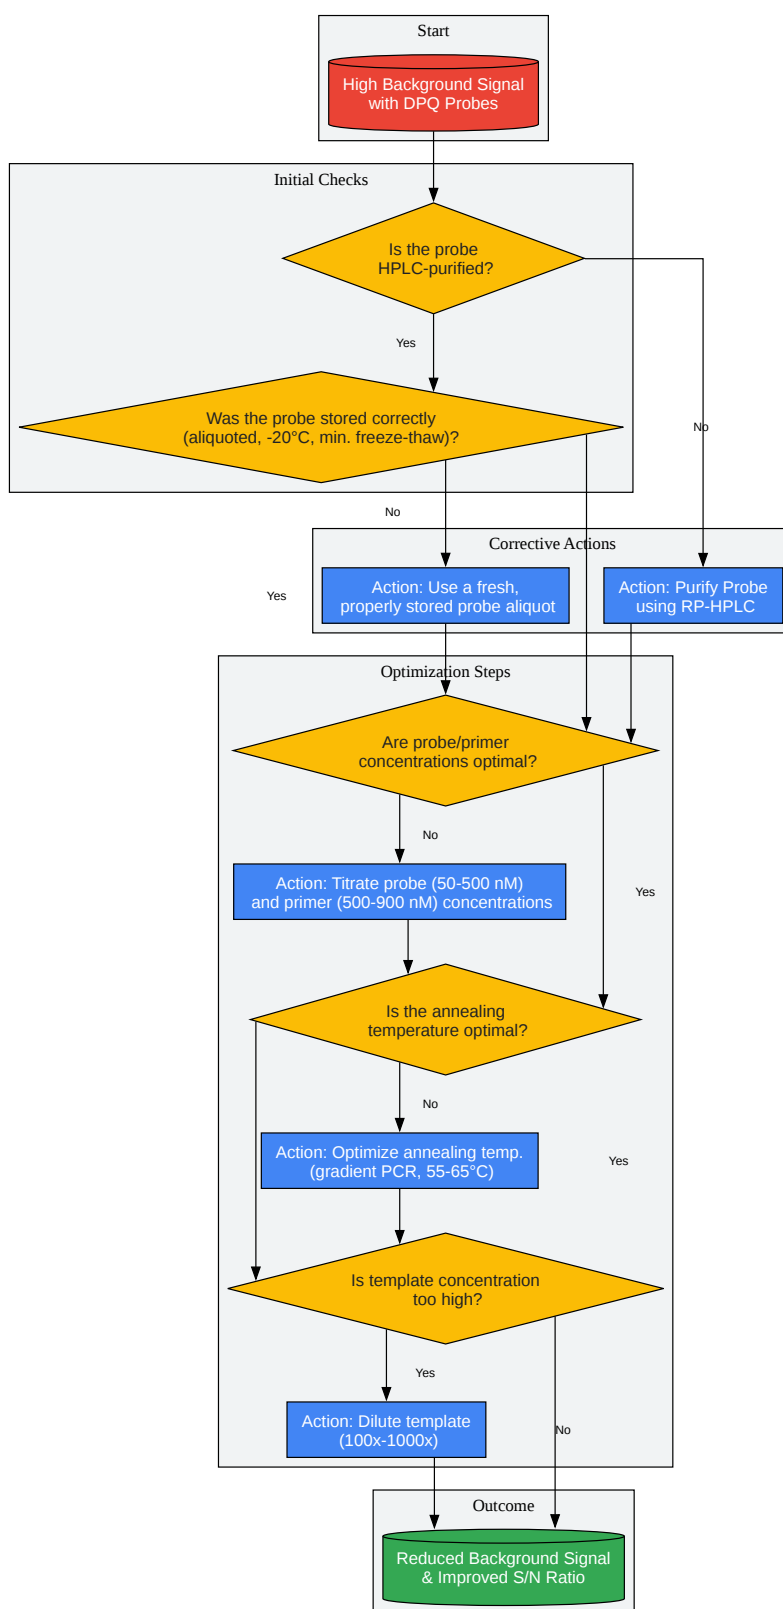 Start
High Background Signal
with DPQ Probes
Initial Checks
Is the probe
HPLC-purified?
Yes
Was the probe stored correctly
(aliquoted, -20°C, min. freeze-thaw)?
No
No
Corrective Actions
Action: Use a fresh,
properly stored probe aliquot
Action: Purify Probe
using RP-HPLC
Yes
Optimization Steps
Are probe/primer
concentrations optimal?
No
Action: Titrate probe (50-500 nM)
and primer (500-900 nM) concentrations
Yes
Is the annealing
temperature optimal?
No
Action: Optimize annealing temp.
(gradient PCR, 55-65°C)
Yes
Is template concentration
too high?
Yes
Action: Dilute template
(100x-1000x)
No
Outcome
Reduced Background Signal
& Improved S/N Ratio